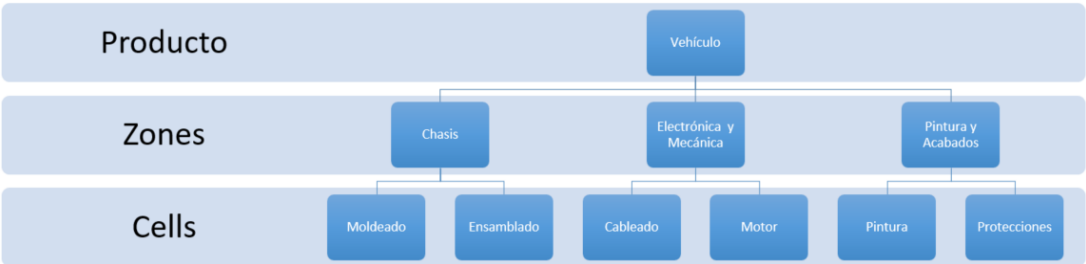 Producto
Vehículo
Zones
Chasis
Electrónica y
Mecánica
Pintura y
Acabados
Cells
Moldeado
Ensamblado
Cableado
Motor
Pintura
Protecciones